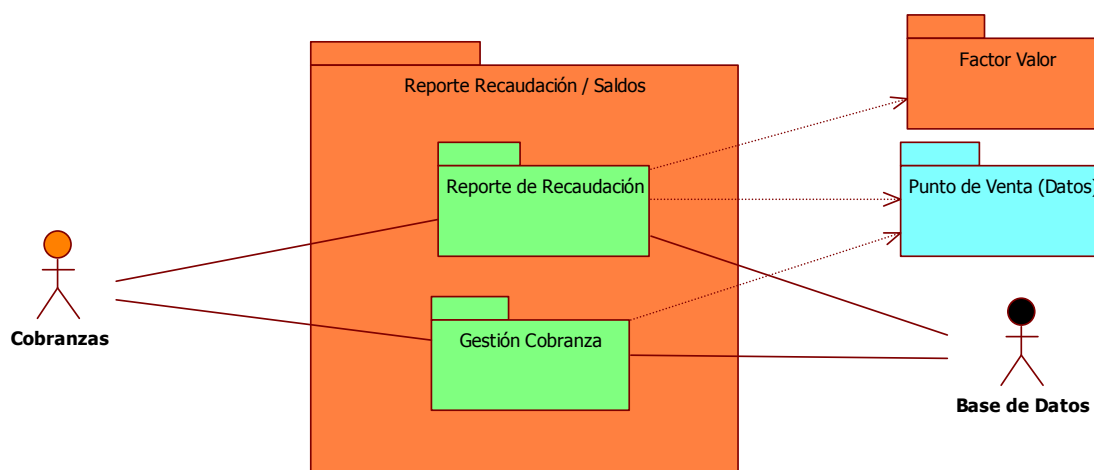 Factor Valor
Reporte Recaudación / Saldos
Reporte de Recaudación
Punto de Venta (Datos)
Cobranzas
Gestión Cobranza
Base de Datos